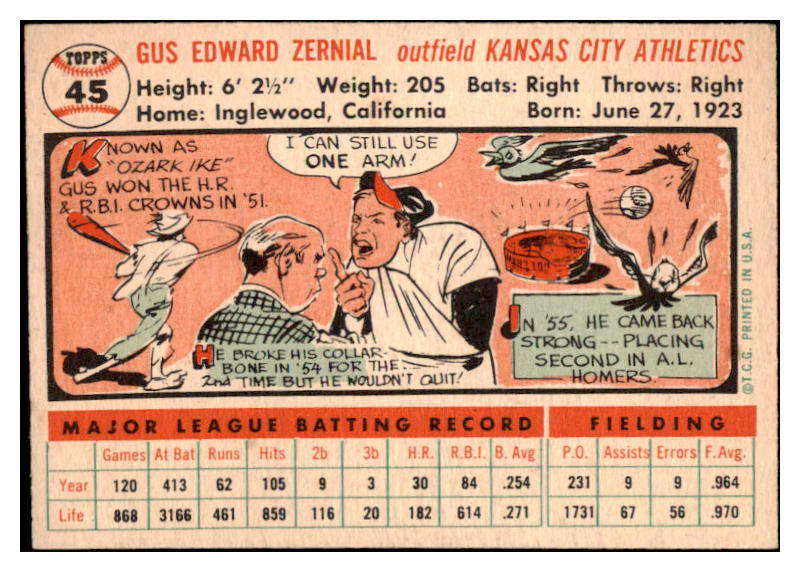 TOPPS
45
GUS EDWARD ZERNIAL outfield KANSAS CITY ATHLETICS
Height: 6' 2½" Weight: 205 Bats: Right Throws: Right
Home: Inglewood, California Born: June 27, 1923
KNOWN AS
"OZARK IKE"
GUS WON THE H.R.
& R.B.I. CROWNS IN '51.
I CAN STILL USE
ONE ARM!
HE BROKE HIS COLLAR-
BONE IN '54 FOR THE...
2nd TIME BUT HE WOULDN'T QUIT!
IN '55, HE CAME BACK
STRONG--PLACING
SECOND IN A.L.
HOMERS.
©T.C.G. PRINTED IN U.S.A.
MAJOR LEAGUE BATTING RECORD FIELDING
Games At Bat Runs Hits 2b 3b H.R. R.B.I. B. Avg P.O. Assists Errors F. Avg.
Year 120 413 62 105 9 3 30 84 .254 231 9 9 .964
Life 868 3166 461 859 116 20 182 614 .271 1731 67 56 .970